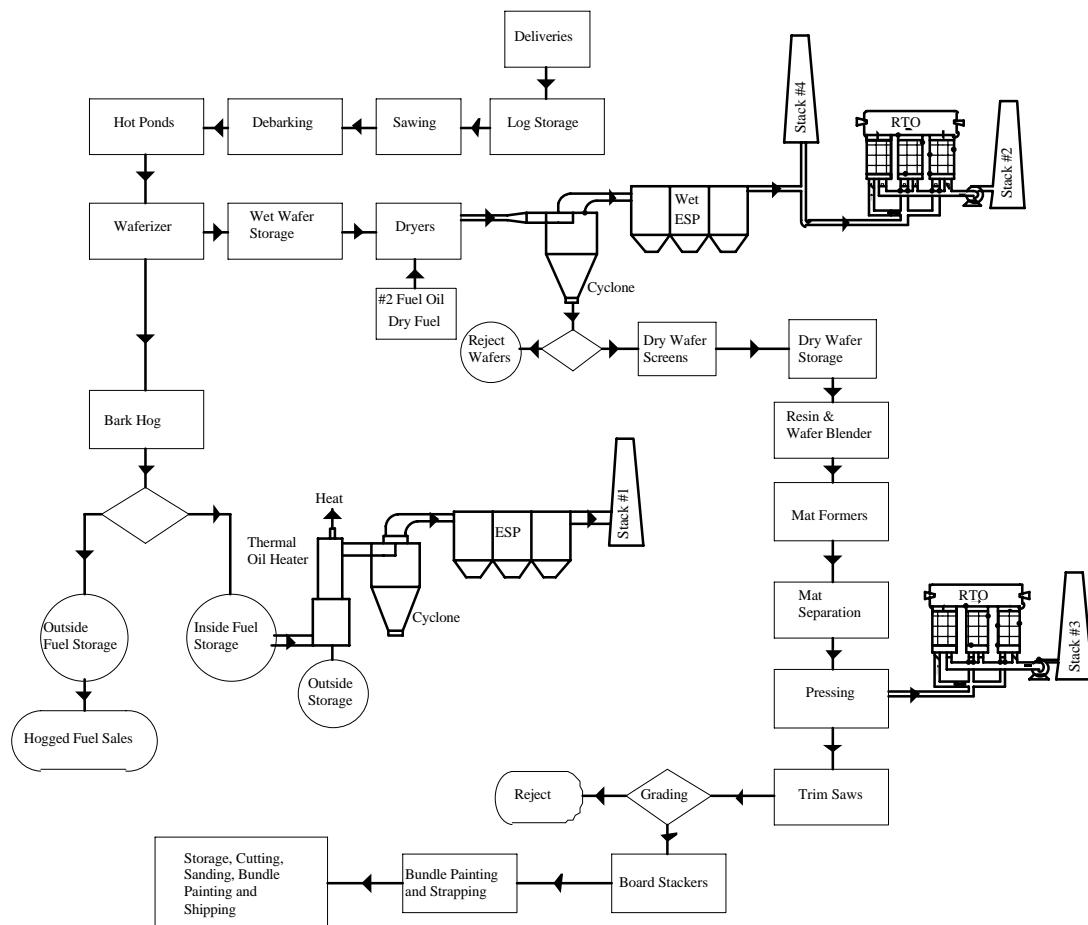 Deliveries
Stack #4
RTO
Stack #2
Hot Ponds
Debarking
Sawing
Log Storage
Waferizer
Wet Wafer
Storage
Dryers
Wet
ESP
#2 Fuel Oil
Dry Fuel
Cyclone
Reject
Wafers
Dry Wafer
Screens
Dry Wafer
Storage
Bark Hog
Resin &
Wafer Blender
Heat
Thermal
Oil Heater
ESP
Stack #1
Mat Formers
Cyclone
Mat
Separation
RTO
Stack #3
Outside
Fuel Storage
Inside Fuel
Storage
Outside
Storage
Pressing
Hogged Fuel Sales
Reject
Grading
Trim Saws
Storage, Cutting,
Sanding, Bundle
Painting and
Shipping
Bundle Painting
and Strapping
Board Stackers